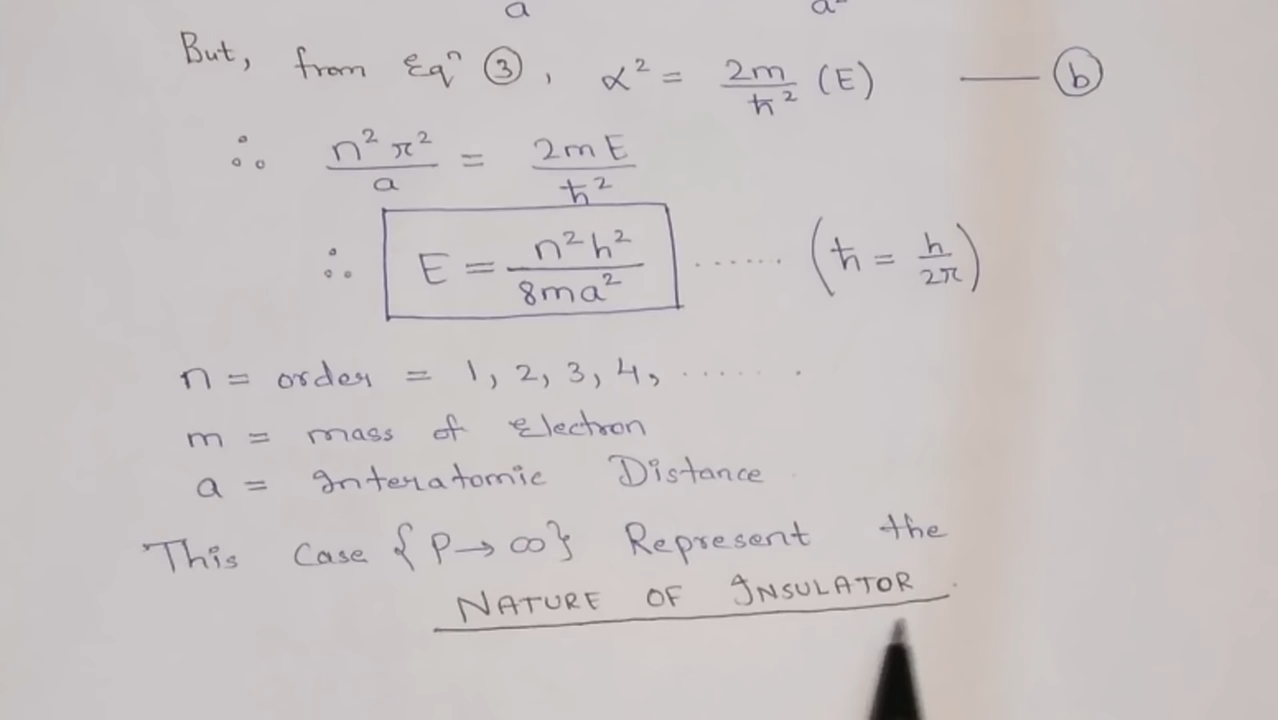 a a²
But, from Eqⁿ ③, α² = 2m/ħ² (E) —— ⓑ
∴ n²π²/a = 2mE/ħ²
∴ E = n²h²/8ma² ...... (ħ = h/2π)
n = order = 1, 2, 3, 4, .......
m = mass of Electron
a = Interatomic Distance
This Case {P→∞} Represent the
NATURE OF INSULATOR.